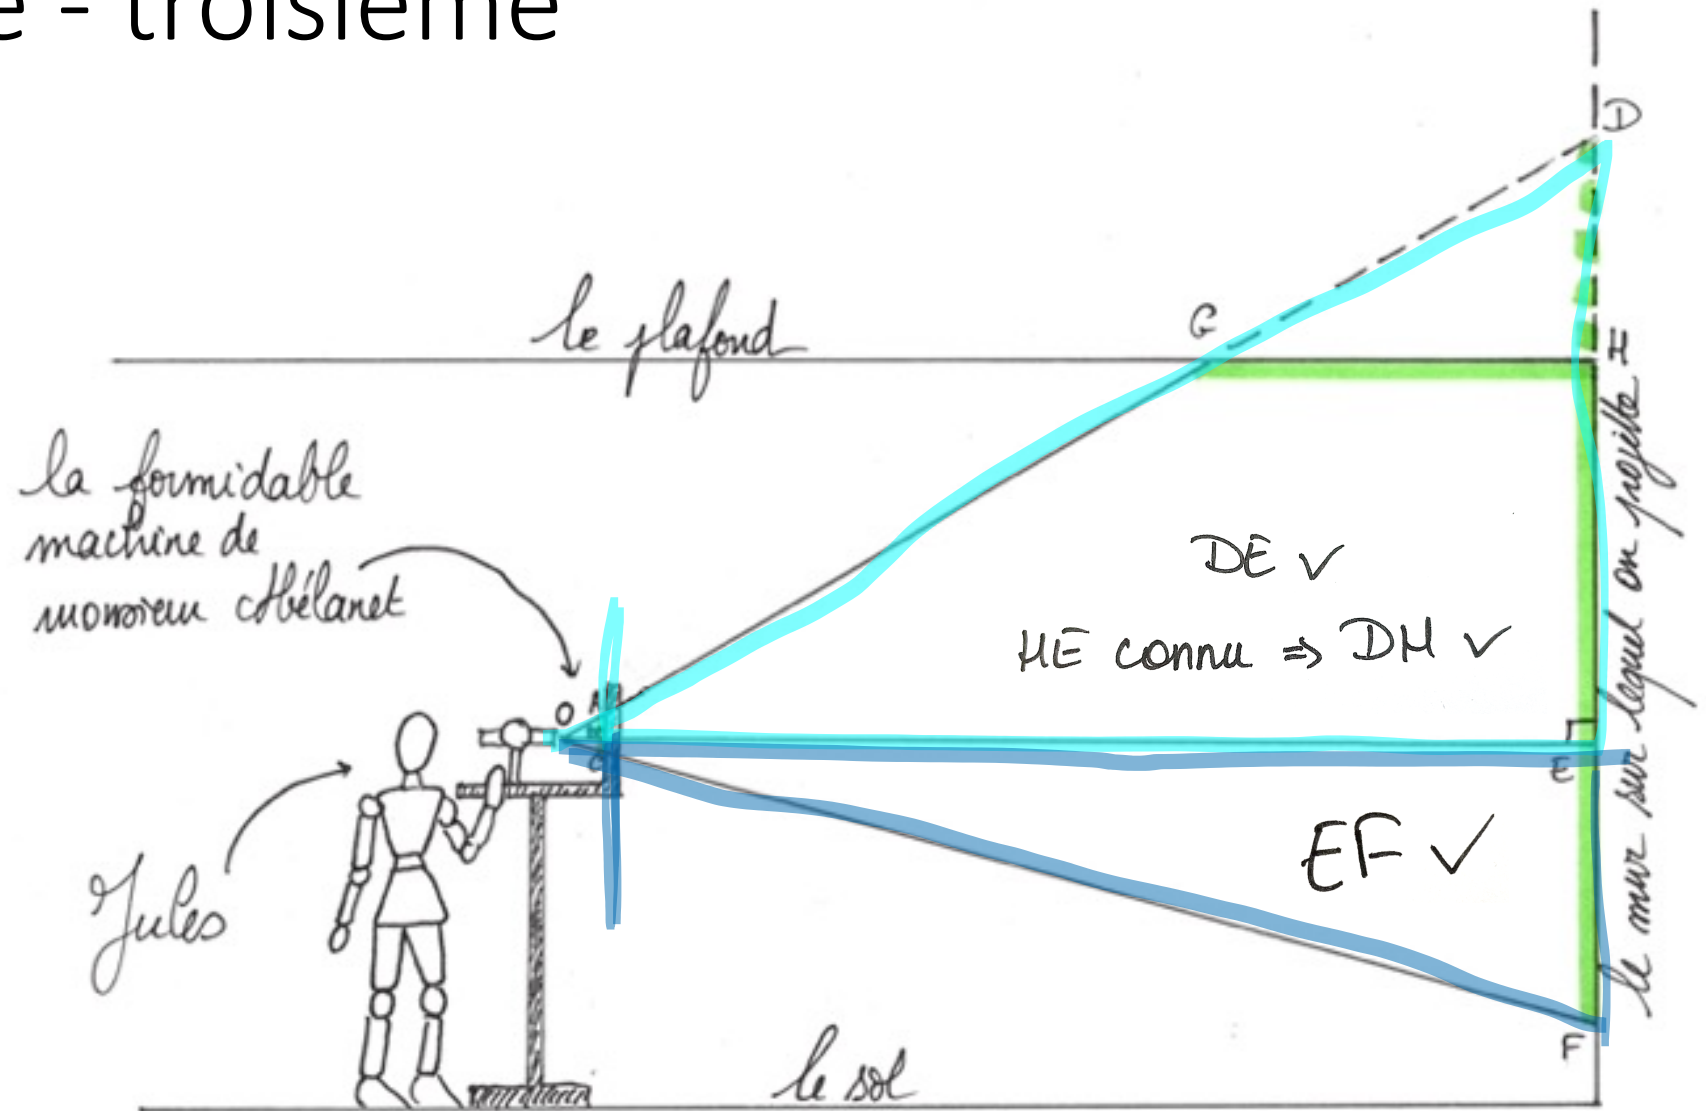 e - troisième
D
G
H
le plafond
la formidable
machine de
monsieur Mélanet
le mur sur lequel on projette
DE ✓
HE connu ⇒ DH ✓
O
A
C
E
EF ✓
Jules
F
le sol